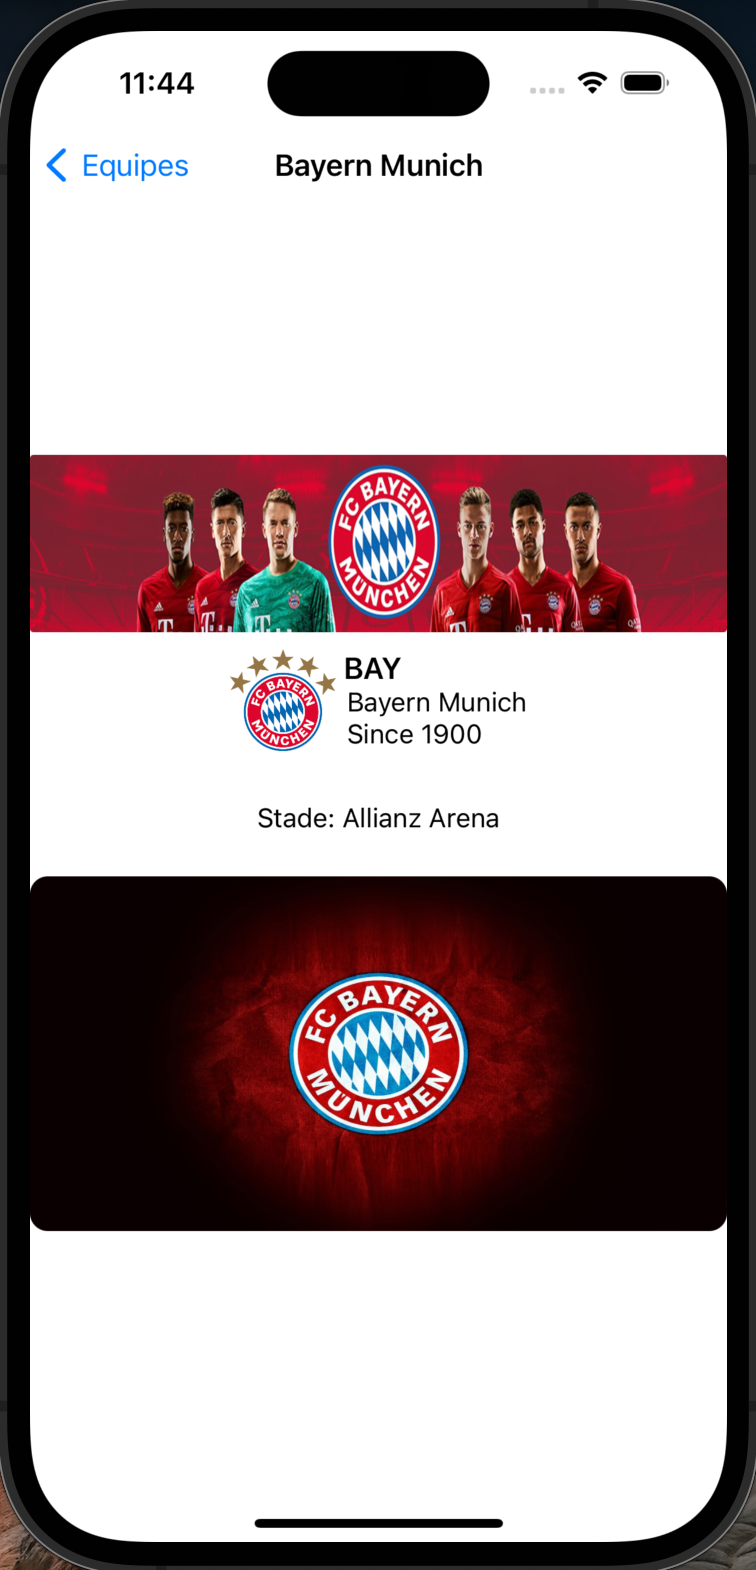 11:44
Equipes
Bayern Munich
FC BAYERN
MÜNCHEN
BAY
FC BAYERN
MÜNCHEN
Bayern Munich
Since 1900
Stade: Allianz Arena
FC BAYERN
MÜNCHEN